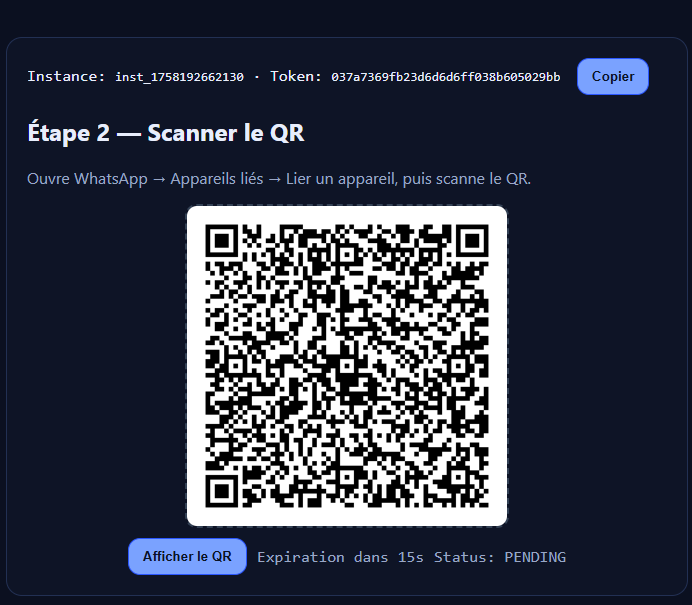 Instance: inst_1758192662130 · Token: 037a7369fb23d6d6d6ff038b605029bb Copier
Étape 2 — Scanner le QR
Ouvre WhatsApp → Appareils liés → Lier un appareil, puis scanne le QR.
Afficher le QR Expiration dans 15s Status: PENDING